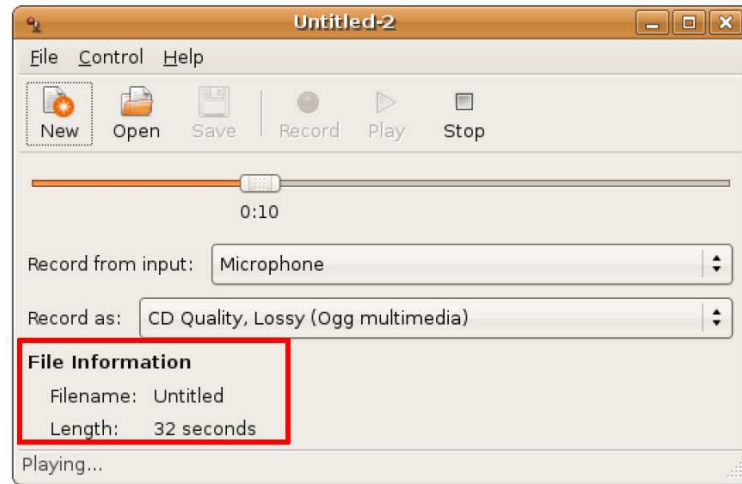 Untitled-2
File Control Help
New Open Save Record Play Stop
0:10
Record from input: Microphone
Record as: CD Quality, Lossy (Ogg multimedia)
File Information
Filename: Untitled
Length: 32 seconds
Playing...